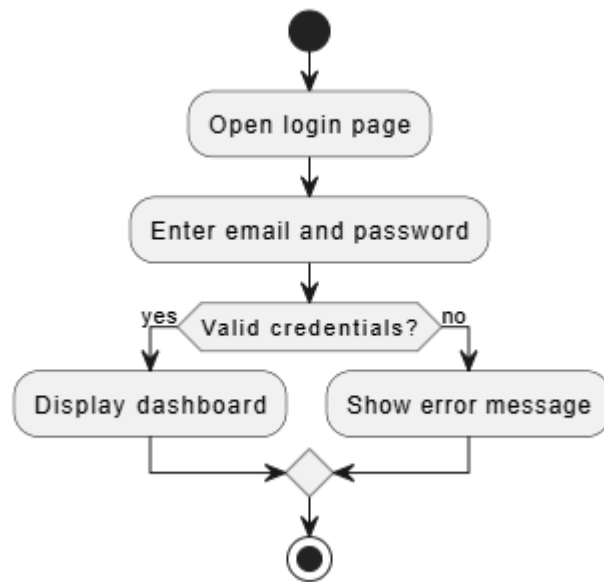 Open login page
Enter email and password
yes
Valid credentials?
no
Display dashboard
Show error message